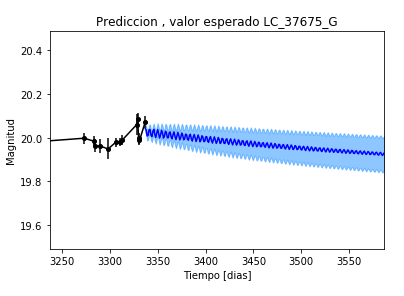 Prediccion , valor esperado LC_37675_G
Magnitud
20.4
20.2
20.0
19.8
19.6
3250 3300 3350 3400 3450 3500 3550
Tiempo [dias]